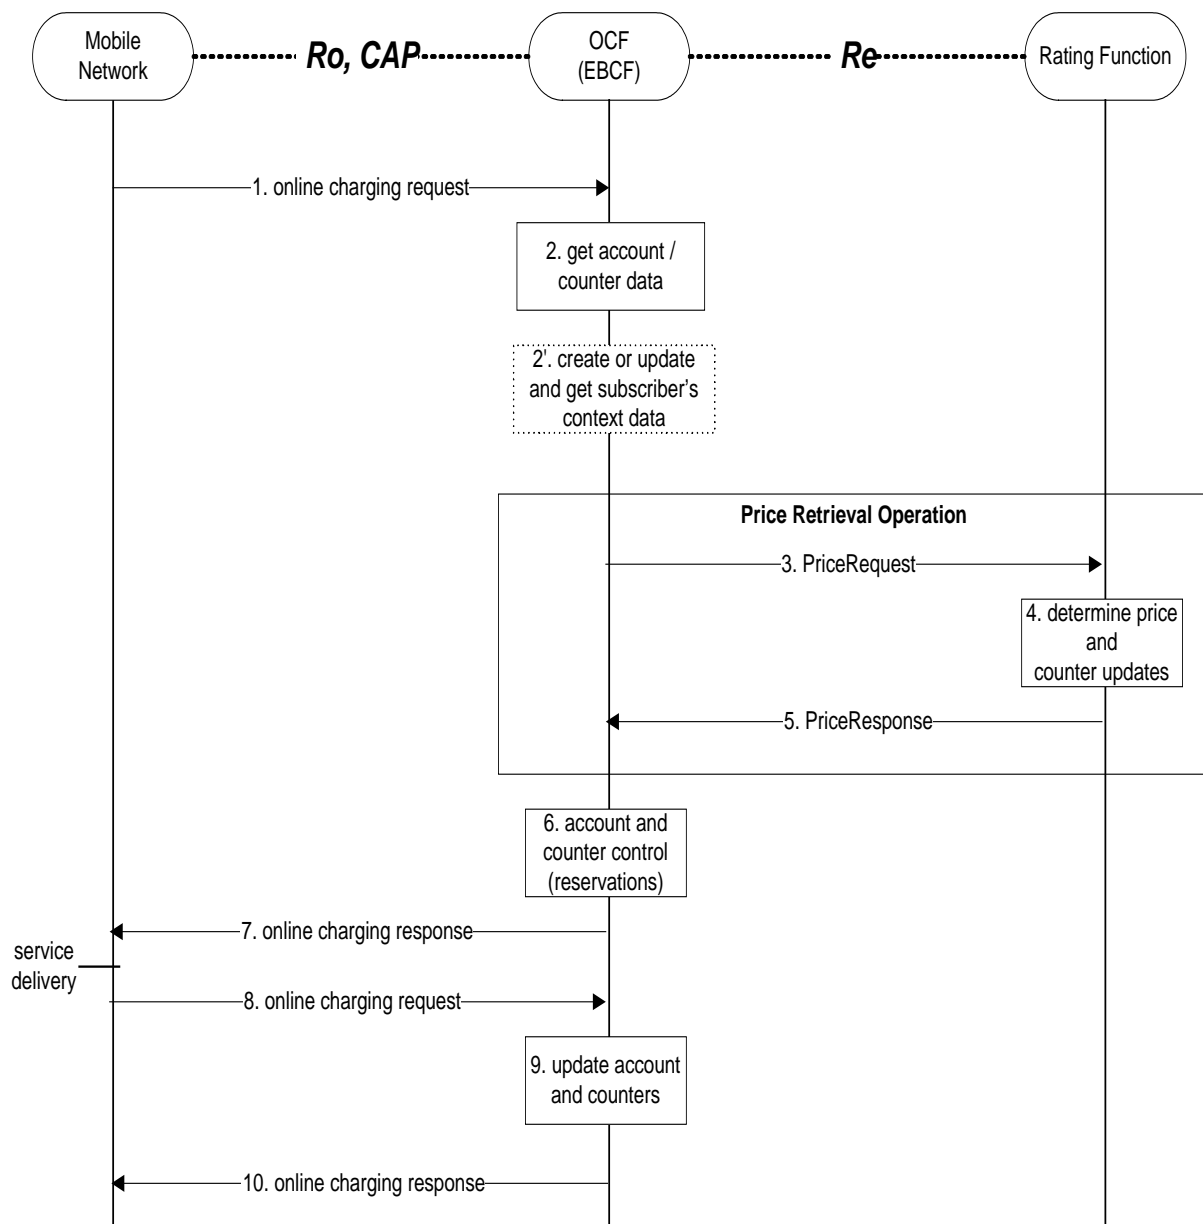 Mobile
Network
Ro, CAP
OCF
(EBCF)
Re
Rating Function
1. online charging request
2. get account /
counter data
2'. create or update
and get subscriber's
context data
Price Retrieval Operation
3. PriceRequest
4. determine price
and
counter updates
5. PriceResponse
6. account and
counter control
(reservations)
7. online charging response
service
delivery
8. online charging request
9. update account
and counters
10. online charging response